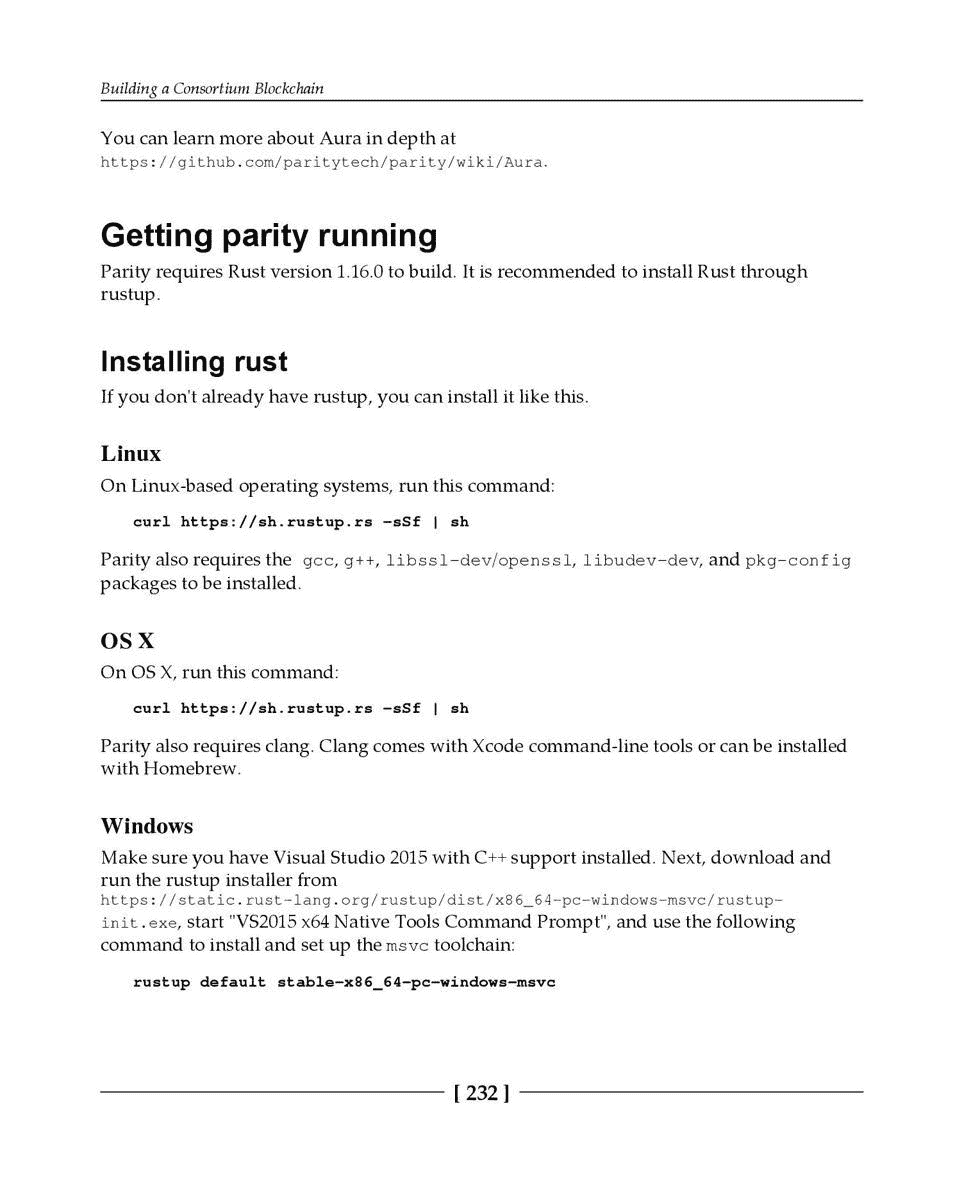 Building a Consortium Blockchain
You can learn more about Aura in depth at
https://github.com/paritytech/parity/wiki/Aura.
Getting parity running
Parity requires Rust version 1.16.0 to build. It is recommended to install Rust through
rustup.
Installing rust
If you don't already have rustup, you can install it like this.
Linux
On Linux-based operating systems, run this command:
curl https://sh.rustup.rs -sSf | sh
Parity also requires the gcc, g++, libssl-dev/openssl, libudev-dev, and pkg-config
packages to be installed.
OS X
On OS X, run this command:
curl https://sh.rustup.rs -sSf | sh
Parity also requires clang. Clang comes with Xcode command-line tools or can be installed
with Homebrew.
Windows
Make sure you have Visual Studio 2015 with C++ support installed. Next, download and
run the rustup installer from
https://static.rust-lang.org/rustup/dist/x86_64-pc-windows-msvc/rustup-
init.exe, start "VS2015 x64 Native Tools Command Prompt", and use the following
command to install and set up the msvc toolchain:
rustup default stable-x86_64-pc-windows-msvc
[ 232 ]